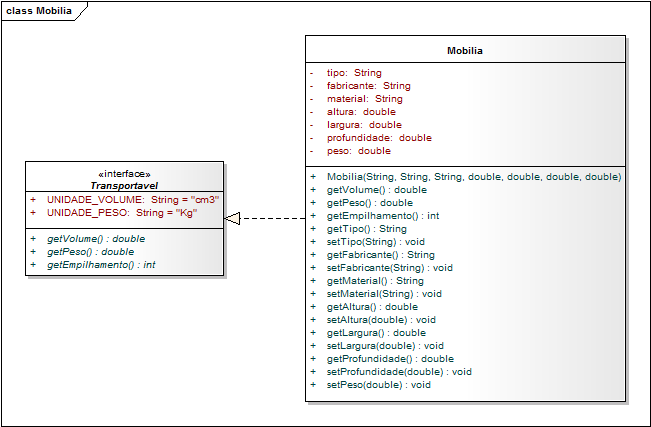 class Mobilia
«interface»
Transportavel
+ UNIDADE_VOLUME: String = "cm3"
+ UNIDADE_PESO: String = "Kg"
+ getVolume() : double
+ getPeso() : double
+ getEmpilhamento() : int
Mobilia
- tipo: String
- fabricante: String
- material: String
- altura: double
- largura: double
- profundidade: double
- peso: double
+ Mobilia(String, String, String, double, double, double, double)
+ getVolume() : double
+ getPeso() : double
+ getEmpilhamento() : int
+ getTipo() : String
+ setTipo(String) : void
+ getFabricante() : String
+ setFabricante(String) : void
+ getMaterial() : String
+ setMaterial(String) : void
+ getAltura() : double
+ setAltura(double) : void
+ getLargura() : double
+ setLargura(double) : void
+ getProfundidade() : double
+ setProfundidade(double) : void
+ setPeso(double) : void